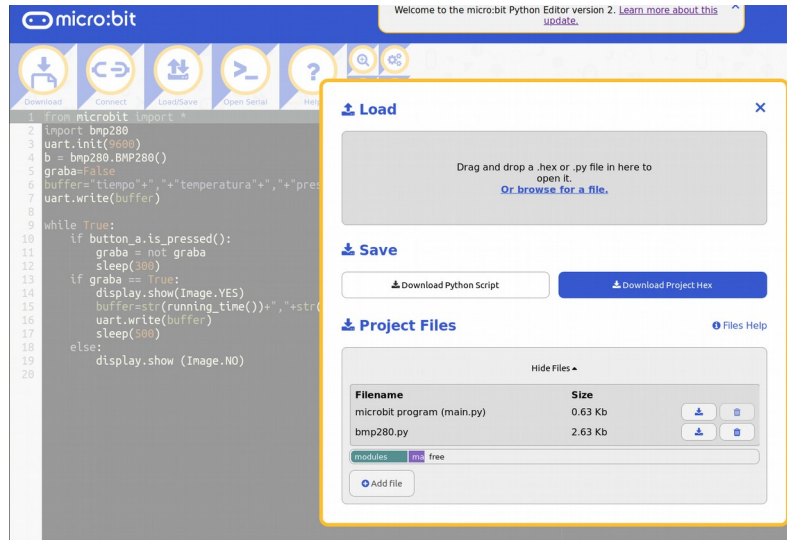 micro:bit
Welcome to the micro:bit Python Editor version 2. Learn more about this
update.
Download
Connect
Load/Save
Open Serial
Help
1 from microbit import *
2 import bmp280
3 uart.init(9600)
4 b = bmp280.BMP280()
5 graba=False
6 buffer="tiempo"+","+"temperatura"+","+"pres
7 uart.write(buffer)
8
9 while True:
10 if button_a.is_pressed():
11 graba = not graba
12 sleep(300)
13 if graba == True:
14 display.show(Image.YES)
15 buffer=str(running_time())+","+str(
16 uart.write(buffer)
17 sleep(500)
18 else:
19 display.show (Image.NO)
20
Load
Drag and drop a .hex or .py file in here to
open it.
Or browse for a file.
Save
Download Python Script
Download Project Hex
Project Files
Files Help
Hide Files
Filename Size
microbit program (main.py) 0.63 Kb
bmp280.py 2.63 Kb
modules ma free
Add file